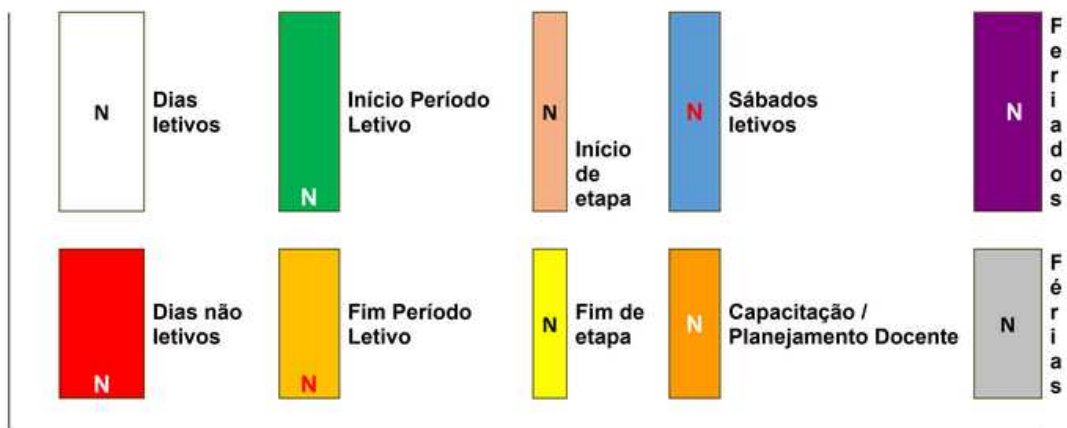 N
Dias
letivos
N
Início Período
Letivo
N
Início
de
etapa
N
Sábados
letivos
N
F
e
r
i
a
d
o
s
N
Dias não
letivos
N
Fim Período
Letivo
N
Fim de
etapa
N
Capacitação /
Planejamento Docente
N
F
é
r
i
a
s